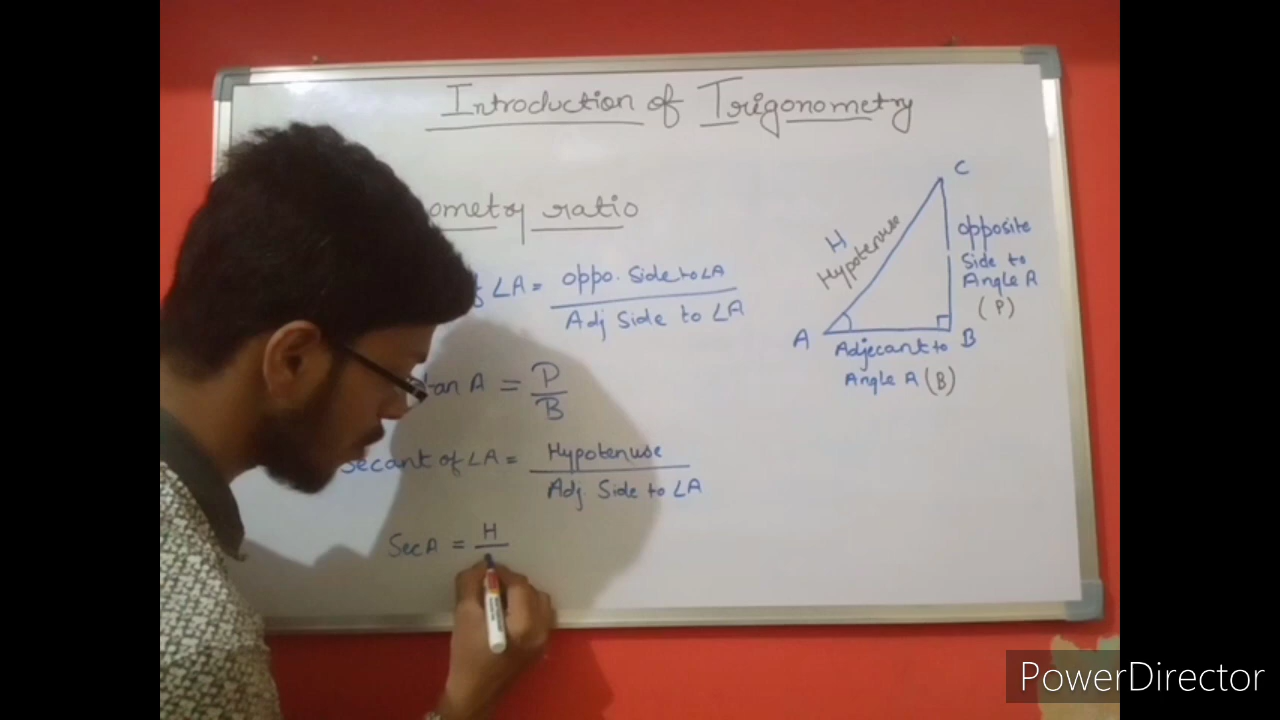 Introduction of Trigonometry
ometry ratio
of ∠A = oppo. Side to ∠A
Adj Side to ∠A
tan A = P
B
Secant of ∠A = Hypotenuse
Adj. Side to ∠A
Sec A = H
C
H
Hypotenuse
opposite
Side to
Angle A
(P)
A
B
Adjecant to
Angle A (B)
PowerDirector